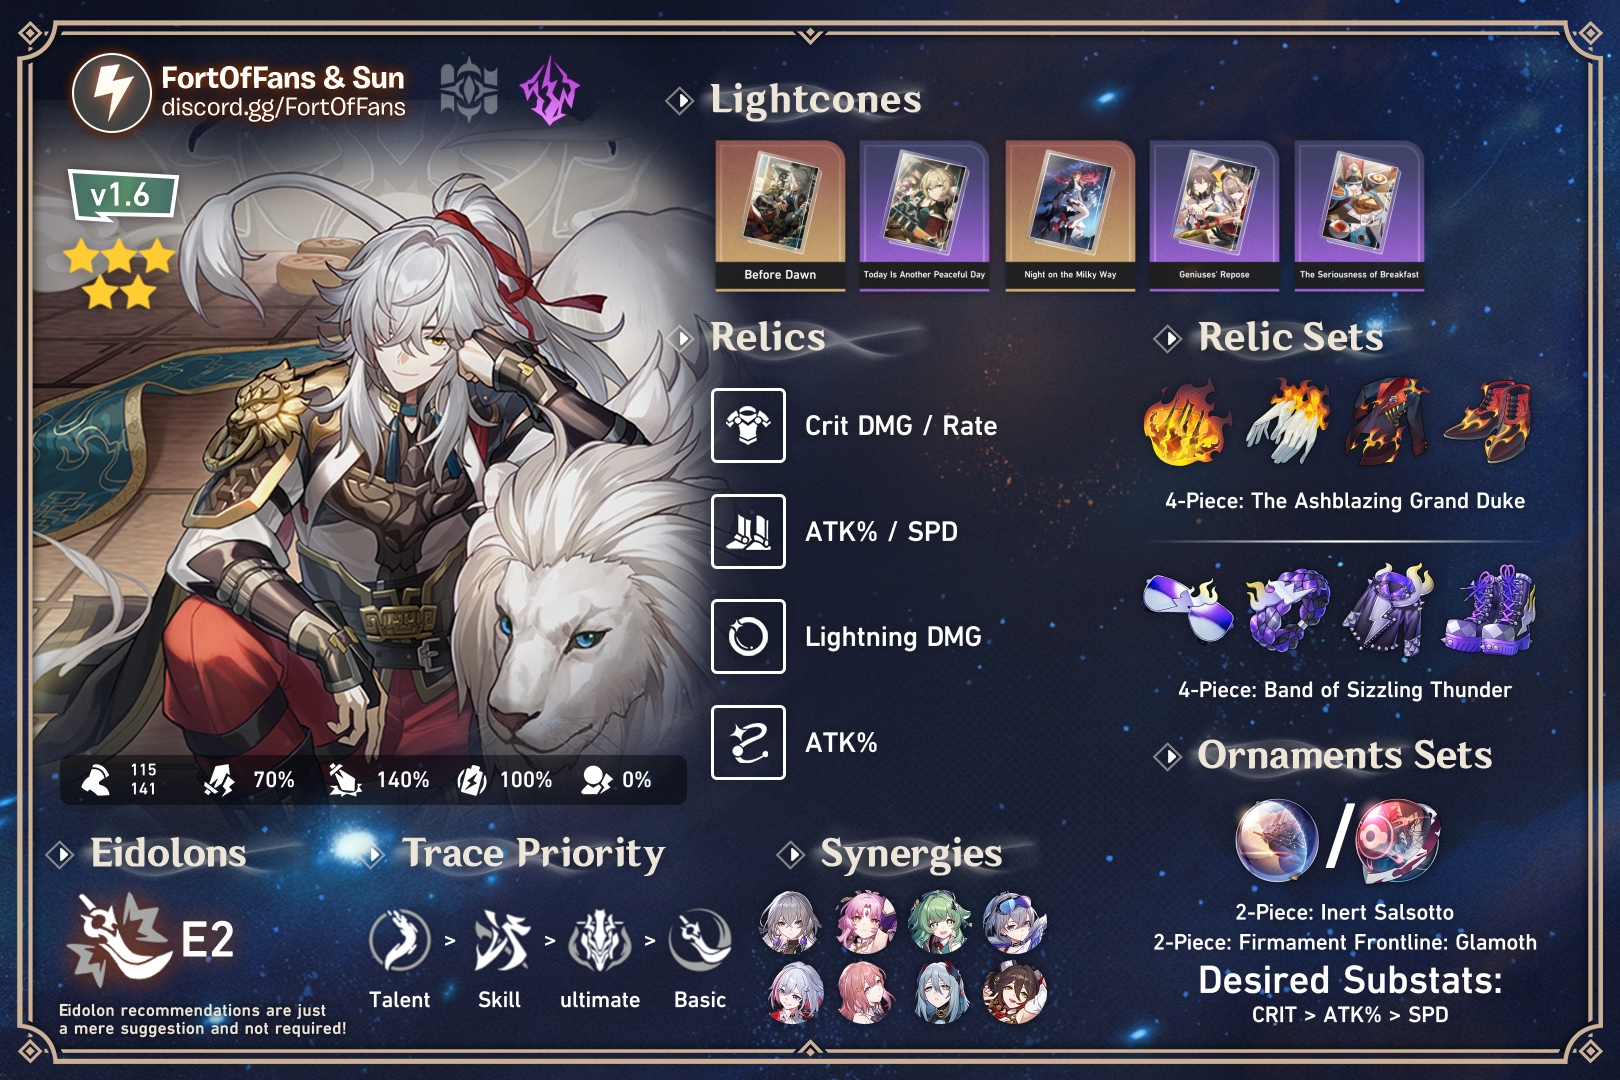 FortOfFans & Sun
discord.gg/FortOfFans
v1.6
Lightcones
Before Dawn
Today Is Another Peaceful Day
Night on the Milky Way
Geniuses' Repose
The Seriousness of Breakfast
Relics
Crit DMG / Rate
ATK% / SPD
Lightning DMG
ATK%
Relic Sets
4-Piece: The Ashblazing Grand Duke
4-Piece: Band of Sizzling Thunder
Ornaments Sets
/
2-Piece: Inert Salsotto
2-Piece: Firmament Frontline: Glamoth
Desired Substats:
CRIT > ATK% > SPD
115
141
70%
140%
100%
0%
Eidolons
E2
Eidolon recommendations are just
a mere suggestion and not required!
Trace Priority
> > >
Talent
Skill
ultimate
Basic
Synergies